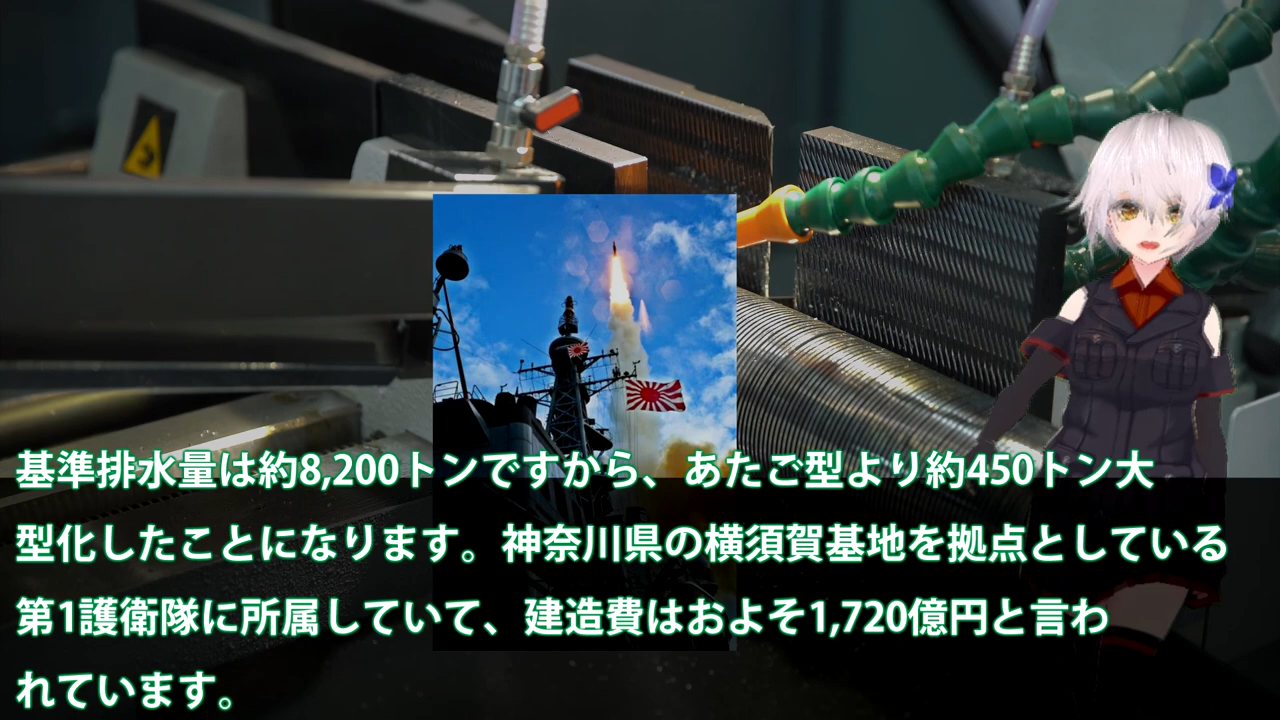 基準排水量は約8,200トンですから、あたご型より約450トン大
型化したことになります。神奈川県の横須賀基地を拠点としている
第1護衛隊に所属していて、建造費はおよそ1,720億円と言わ
れています。